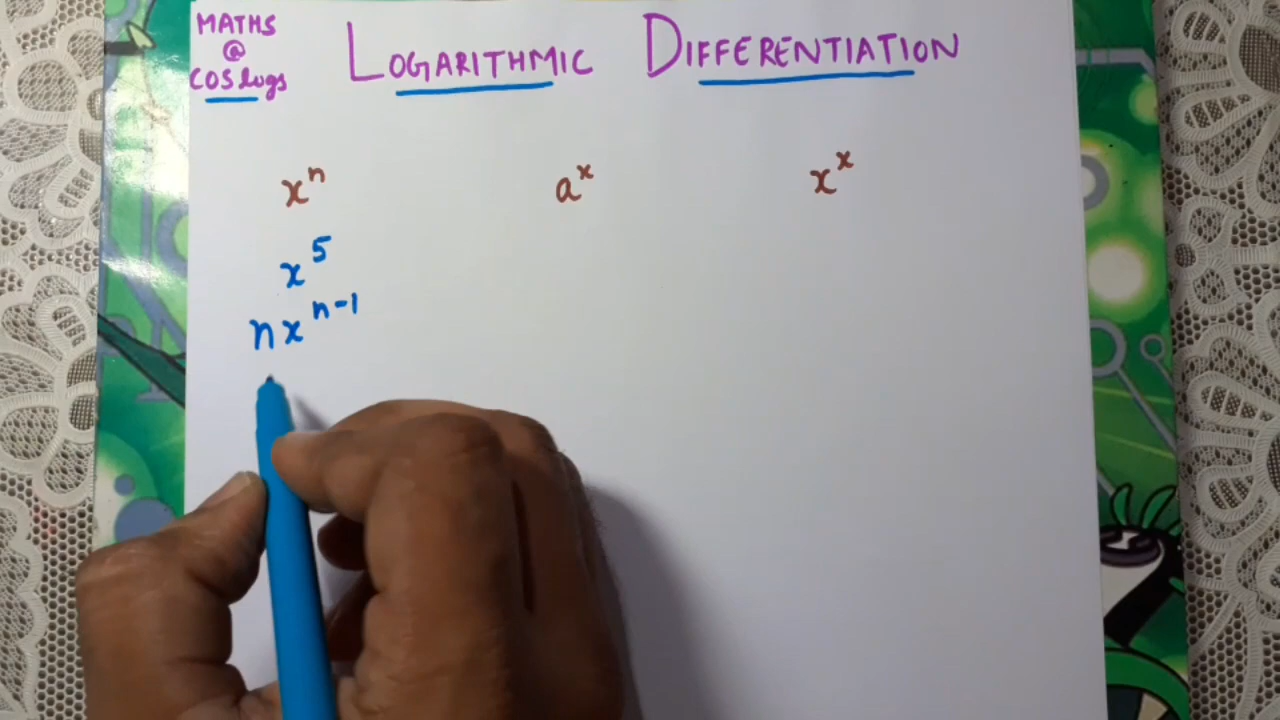 MATHS
@
COSlogs
LOGARITHMIC DIFFERENTIATION
xⁿ aˣ xˣ
x⁵
nxⁿ⁻¹